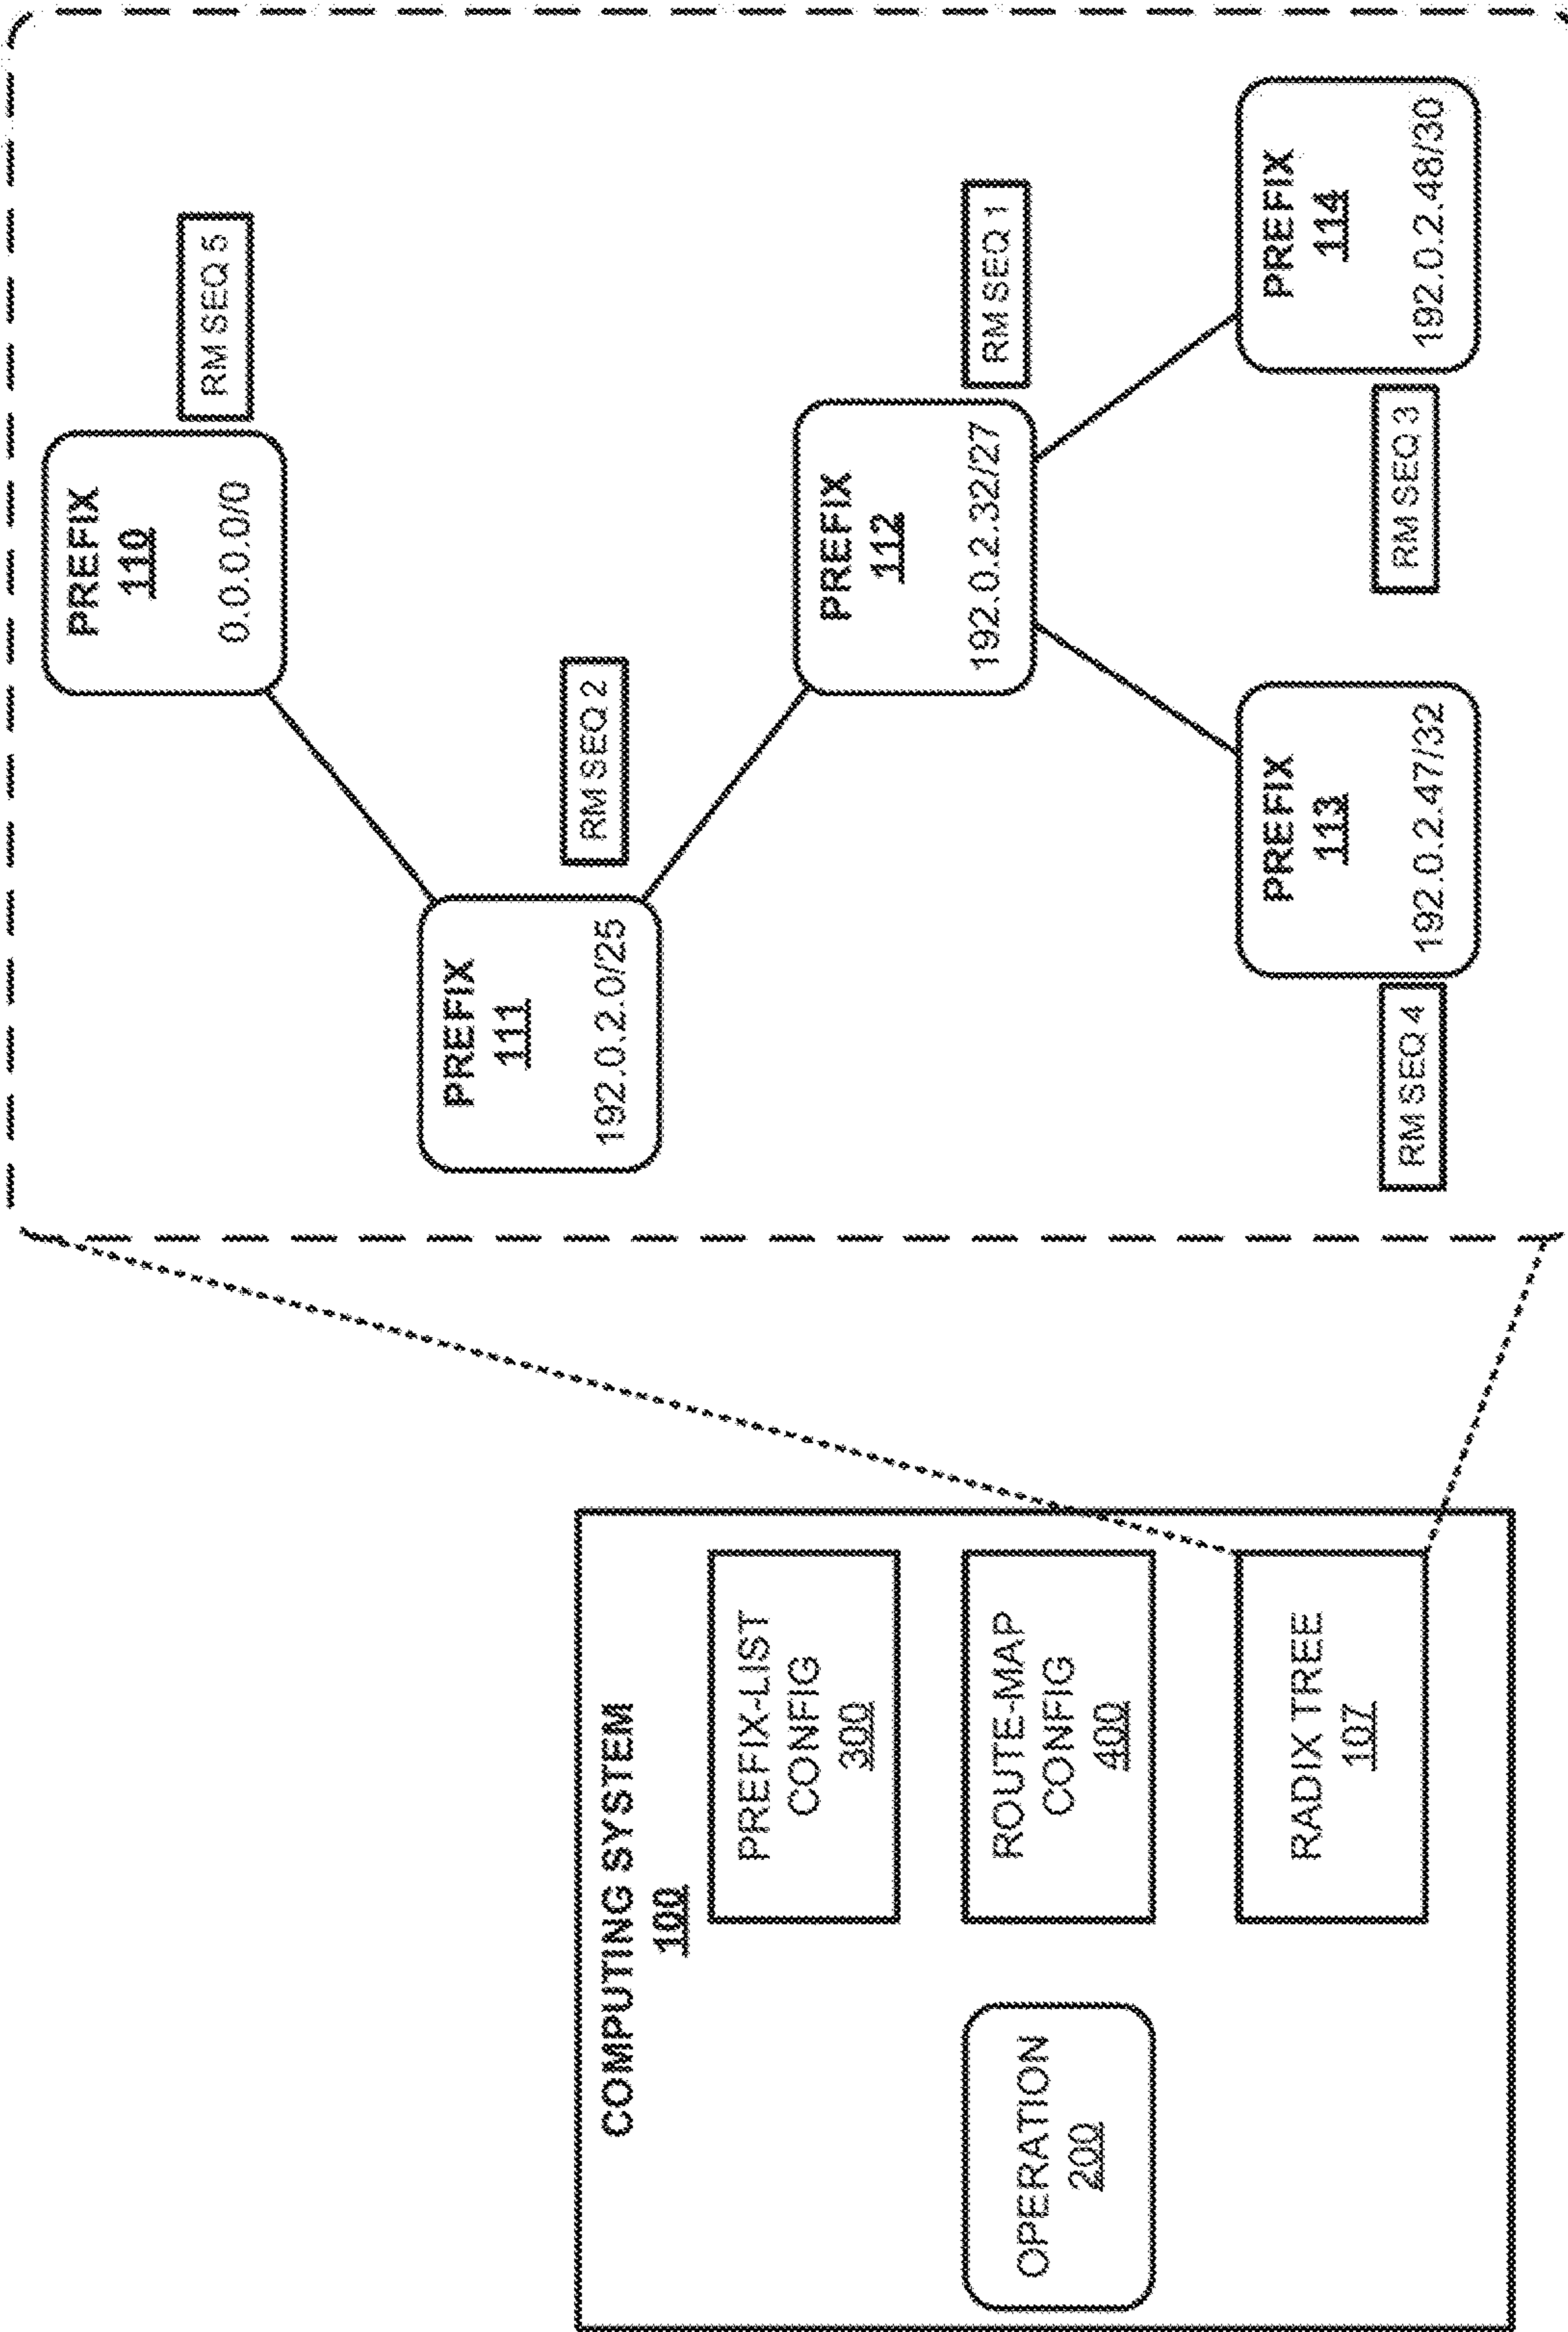 COMPUTING SYSTEM
100
OPERATION
200
PREFIX-LIST
CONFIG
300
ROUTE-MAP
CONFIG
400
RADIX TREE
107
PREFIX
110
0.0.0.0/0
RM SEQ 5
PREFIX
111
192.0.2.0/25
RM SEQ 2
PREFIX
112
192.0.2.32/27
RM SEQ 1
PREFIX
113
192.0.2.47/32
RM SEQ 4
PREFIX
114
192.0.2.48/30
RM SEQ 3